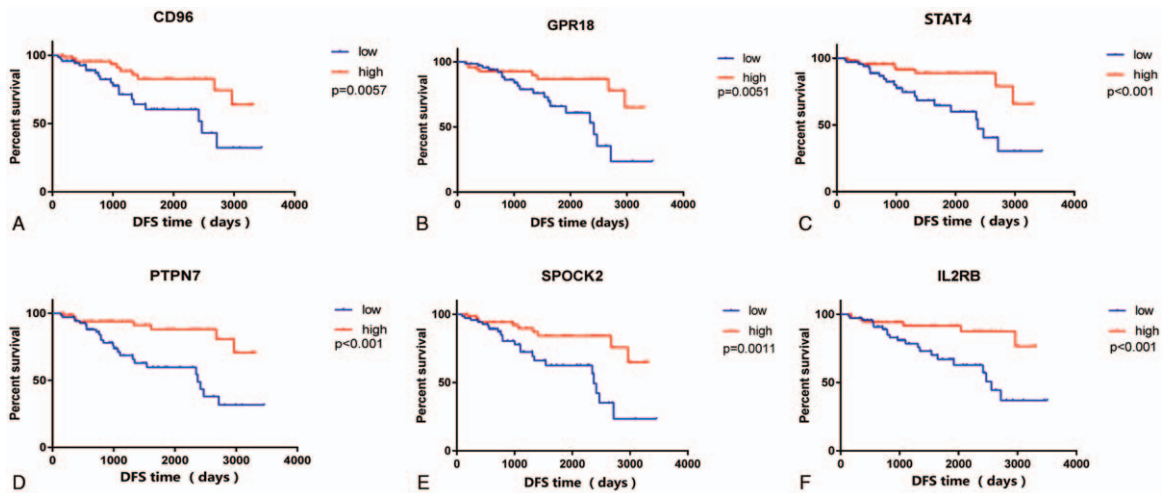 CD96
Percent survival
100
50
0
0 1000 2000 3000 4000
DFS time ( days)
low
high
p=0.0057
A
GPR18
Percent survival
100
50
0
0 1000 2000 3000 4000
DFS time (days)
low
high
p=0.0051
B
STAT4
Percent survival
100
50
0
0 1000 2000 3000 4000
DFS time ( days)
low
high
p<0.001
C
PTPN7
Percent survival
100
50
0
0 1000 2000 3000 4000
DFS time ( days)
low
high
p<0.001
D
SPOCK2
Percent survival
100
50
0
0 1000 2000 3000 4000
DFS time ( days)
low
high
p=0.0011
E
IL2RB
Percent survival
100
50
0
0 1000 2000 3000 4000
DFS time ( days)
low
high
p<0.001
F